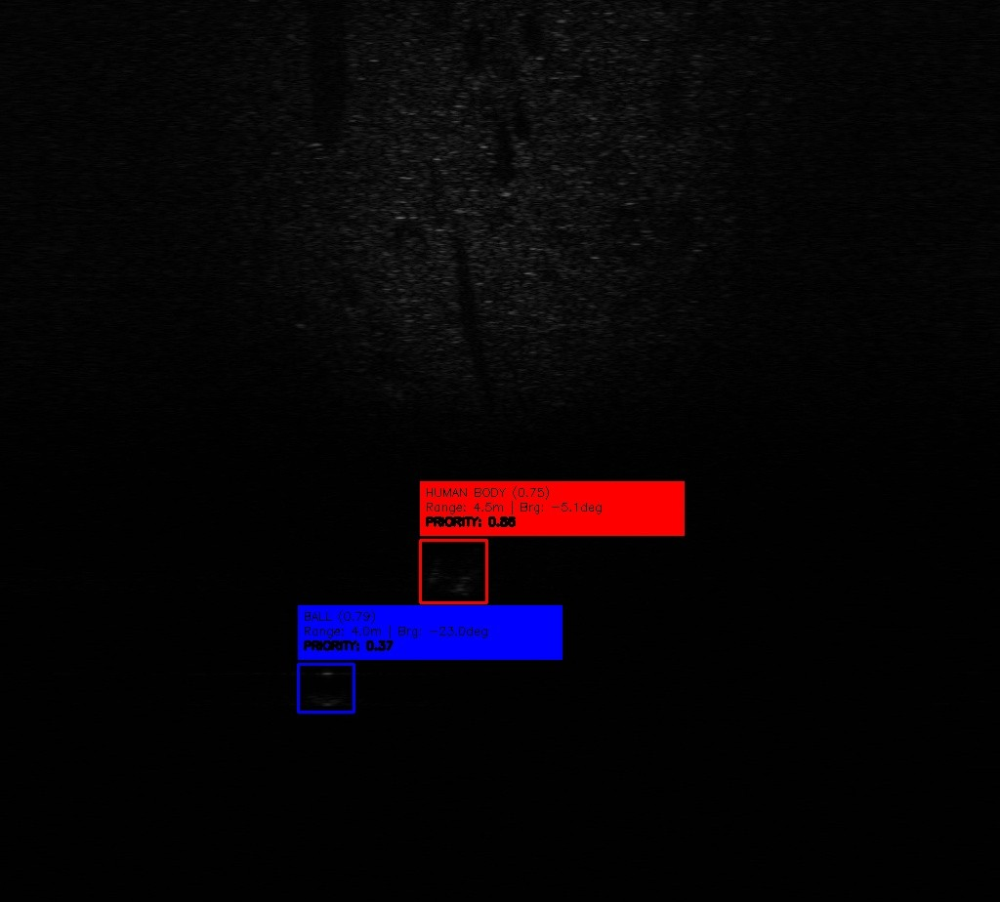 HUMAN BODY (0.75)
Range: 4.5m | Brg: -5.1deg
PRIORITY: 0.86
BALL (0.79)
Range: 4.0m | Brg: -23.0deg
PRIORITY: 0.37